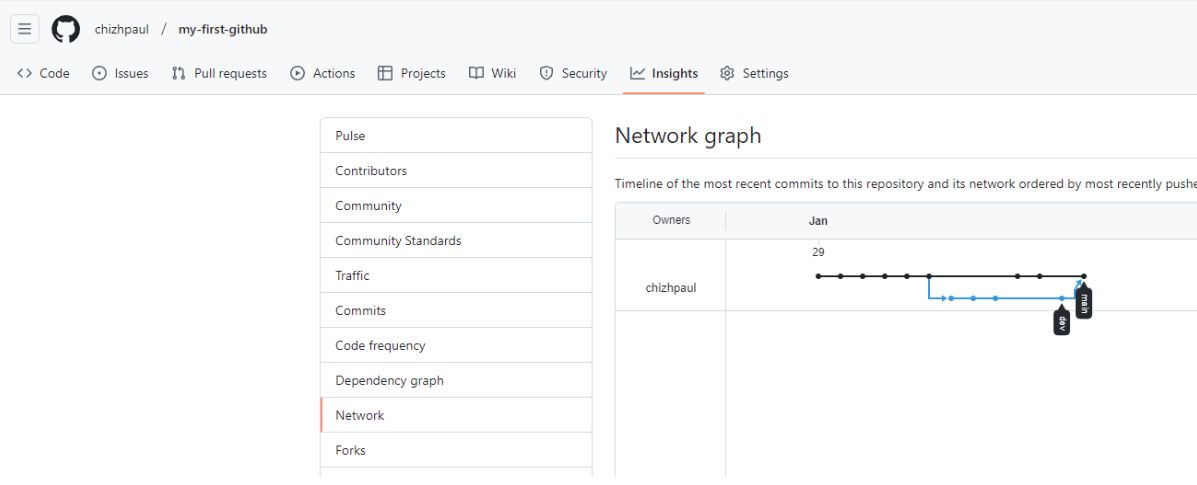 chizhpaul / my-first-github
Code Issues Pull requests Actions Projects Wiki Security Insights Settings
Pulse
Contributors
Community
Community Standards
Traffic
Commits
Code frequency
Dependency graph
Network
Forks
Network graph
Timeline of the most recent commits to this repository and its network ordered by most recently pushe
Owners
Jan
29
chizhpaul
main
dev